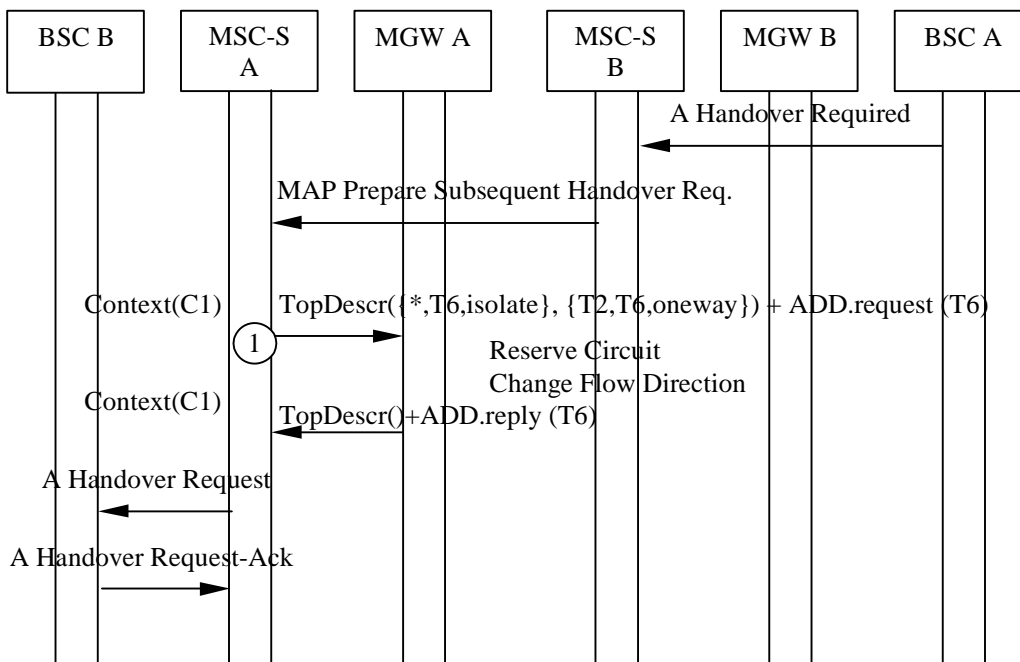 BSC B
MSC-S
A
MGW A
MSC-S
B
MGW B
BSC A
A Handover Required
MAP Prepare Subsequent Handover Req.
Context(C1)
TopDescr({*,T6,isolate}, {T2,T6,oneway}) + ADD.request (T6)
1
Reserve Circuit
Change Flow Direction
Context(C1)
TopDescr()+ADD.reply (T6)
A Handover Request
A Handover Request-Ack